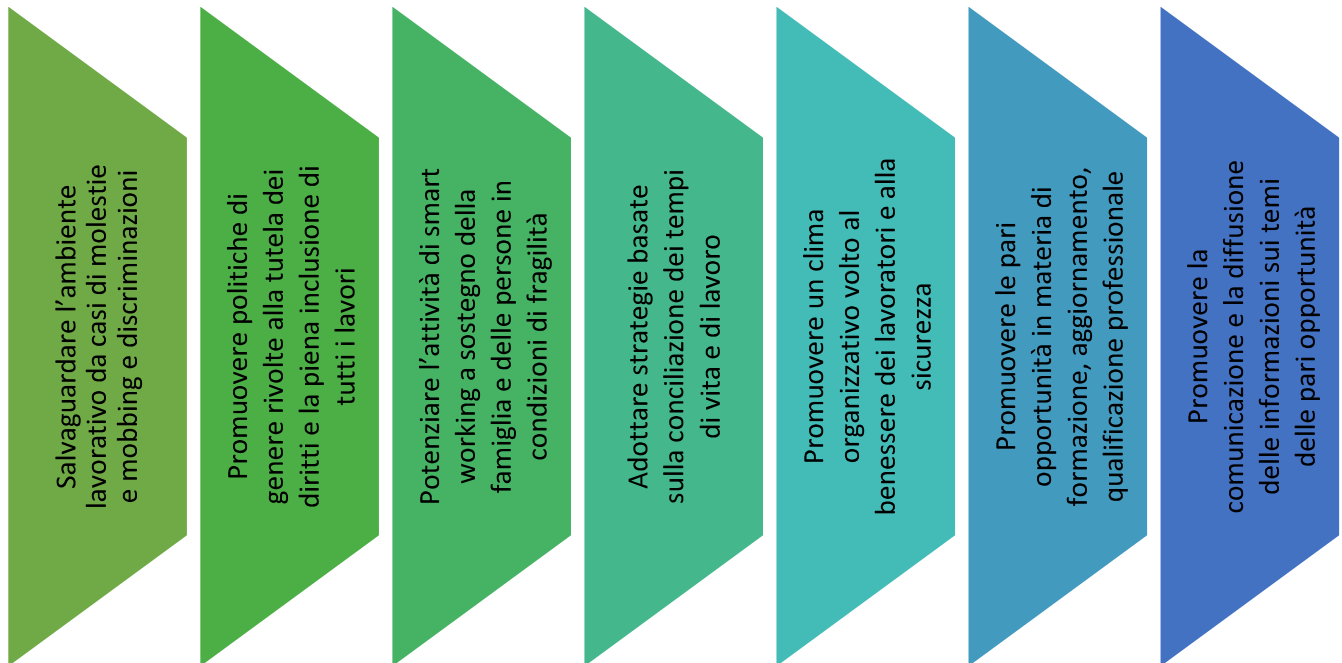 Salvaguardare l'ambiente
lavorativo da casi di molestie
e mobbing e discriminazioni
Promuovere politiche di
genere rivolte alla tutela dei
diritti e la piena inclusione di
tutti i lavori
Potenziare l'attività di smart
working a sostegno della
famiglia e delle persone in
condizioni di fragilità
Adottare strategie basate
sulla conciliazione dei tempi
di vita e di lavoro
Promuovere un clima
organizzativo volto al
benessere dei lavoratori e alla
sicurezza
Promuovere le pari
opportunità in materia di
formazione, aggiornamento,
qualificazione professionale
Promuovere la
comunicazione e la diffusione
delle informazioni sui temi
delle pari opportunità